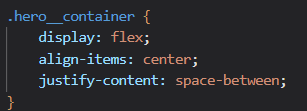 .hero__container {
    display: flex;
    align-items: center;
    justify-content: space-between;
}